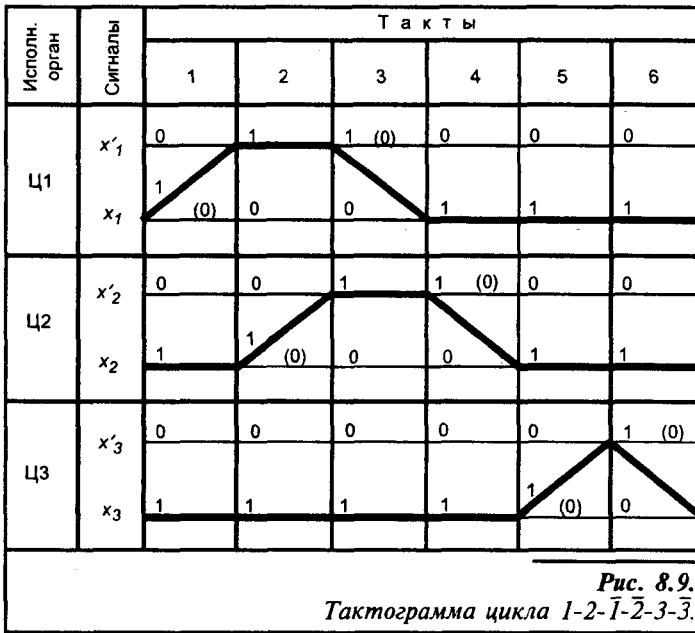 Исполн. орган
Сигналы
Такты
1 2 3 4 5 6
Ц1
x′1 0 1 1 (0) 0 0 0
x1 1 (0) 0 0 1 1 1
Ц2
x′2 0 0 1 1 (0) 0 0
x2 1 1 (0) 0 0 1 1
Ц3
x′3 0 0 0 0 0 1 (0)
x3 1 1 1 1 1 (0) 0
Рис. 8.9.
Тактограмма цикла 1-2-1̅-2̅-3-3̅.